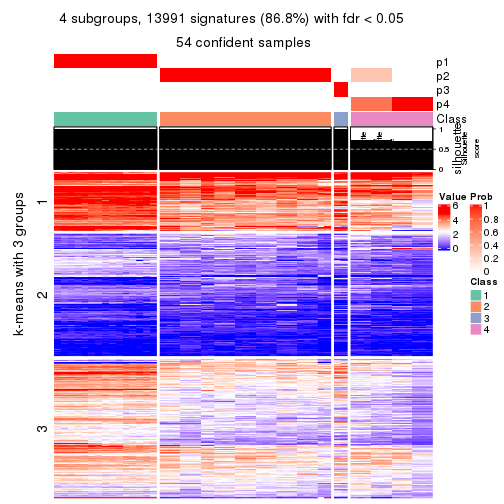 4 subgroups, 13991 signatures (86.8%) with fdr < 0.05
54 confident samples
p1
p2
p3
p4
Class
silhouette
Silhouette
score
1
0.5
0
k-means with 3 groups
1
2
3
Value
6
4
2
0
Prob
1
0.8
0.6
0.4
0.2
0
Class
1
2
3
4